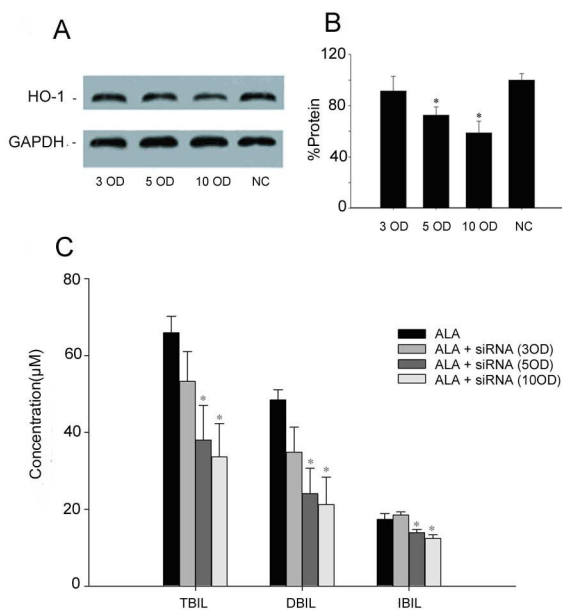 A
HO-1 -
GAPDH -
3 OD 5 OD 10 OD NC
B
%Protein
120
80
40
0
* *
3 OD 5 OD 10 OD NC
C
Concentration(μM)
80
60
40
20
0
ALA
ALA + siRNA (3OD)
ALA + siRNA (5OD)
ALA + siRNA (10OD)
* *
* *
* *
TBIL DBIL IBIL